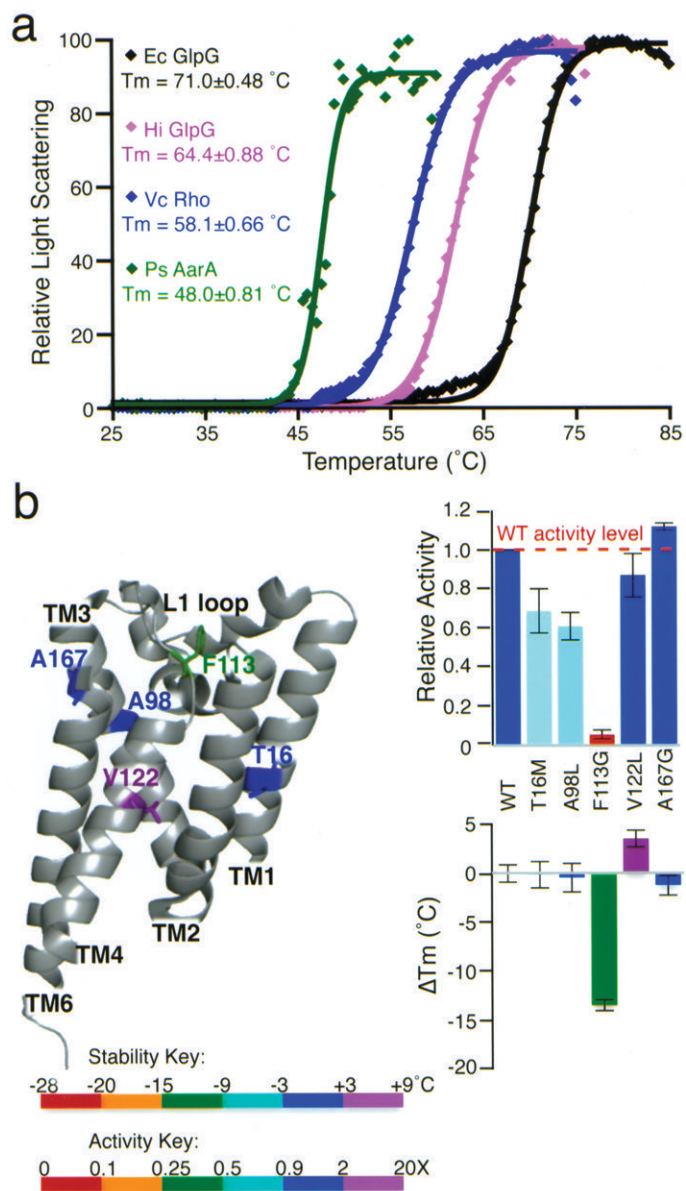 a
100
80
60
40
20
0
Relative Light Scattering
Ec GlpG
Tm = 71.0±0.48 ˚C
Hi GlpG
Tm = 64.4±0.88 ˚C
Vc Rho
Tm = 58.1±0.66 ˚C
Ps AarA
Tm = 48.0±0.81 ˚C
25 35 45 55 65 75 85
Temperature (˚C)
b
L1 loop
TM3
A167
F113
A98
T16
V122
TM1
TM2
TM4
TM6
Relative Activity
1.2
1.0
0.8
0.6
0.4
0.2
0
WT activity level
WT T16M A98L F113G V122L A167G
ΔTm (˚C)
5
0
-5
-10
-15
-20
Stability Key:
-28 -20 -15 -9 -3 +3 +9˚C
Activity Key:
0 0.1 0.25 0.5 0.9 2 20X